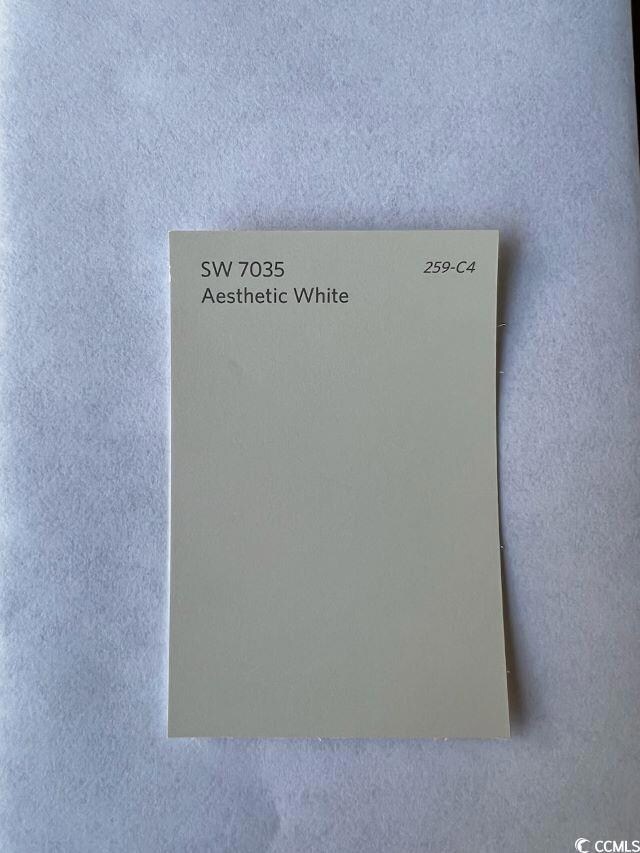 SW 7035
259-C4
Aesthetic White
CCMLS